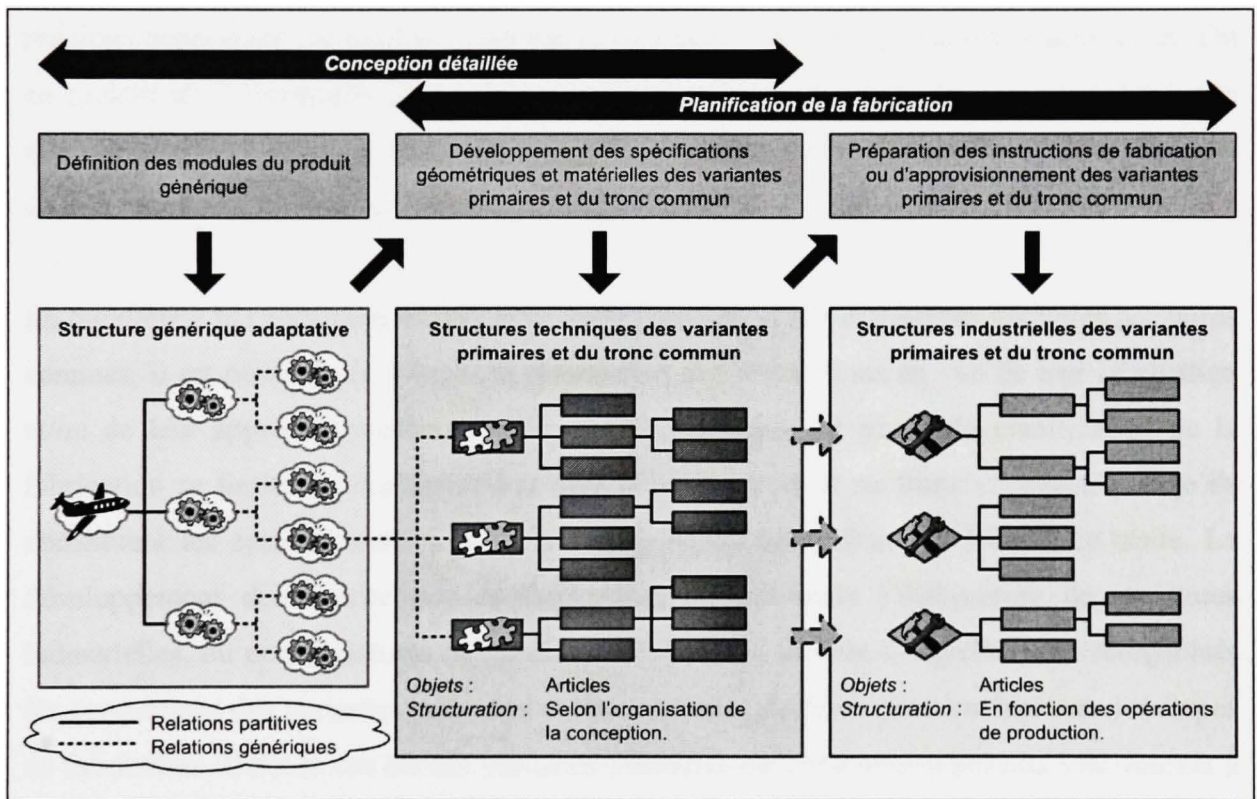 Conception détaillée
Planification de la fabrication
Définition des modules du produit
générique
Développement des spécifications
géométriques et matérielles des variantes
primaires et du tronc commun
Préparation des instructions de fabrication
ou d'approvisionnement des variantes
primaires et du tronc commun
Structure générique adaptative
Structures techniques des variantes
primaires et du tronc commun
Structures industrielles des variantes
primaires et du tronc commun
Relations partitives
Relations génériques
Objets : Articles
Structuration : Selon l'organisation de
la conception.
Objets : Articles
Structuration : En fonction des opérations
de production.